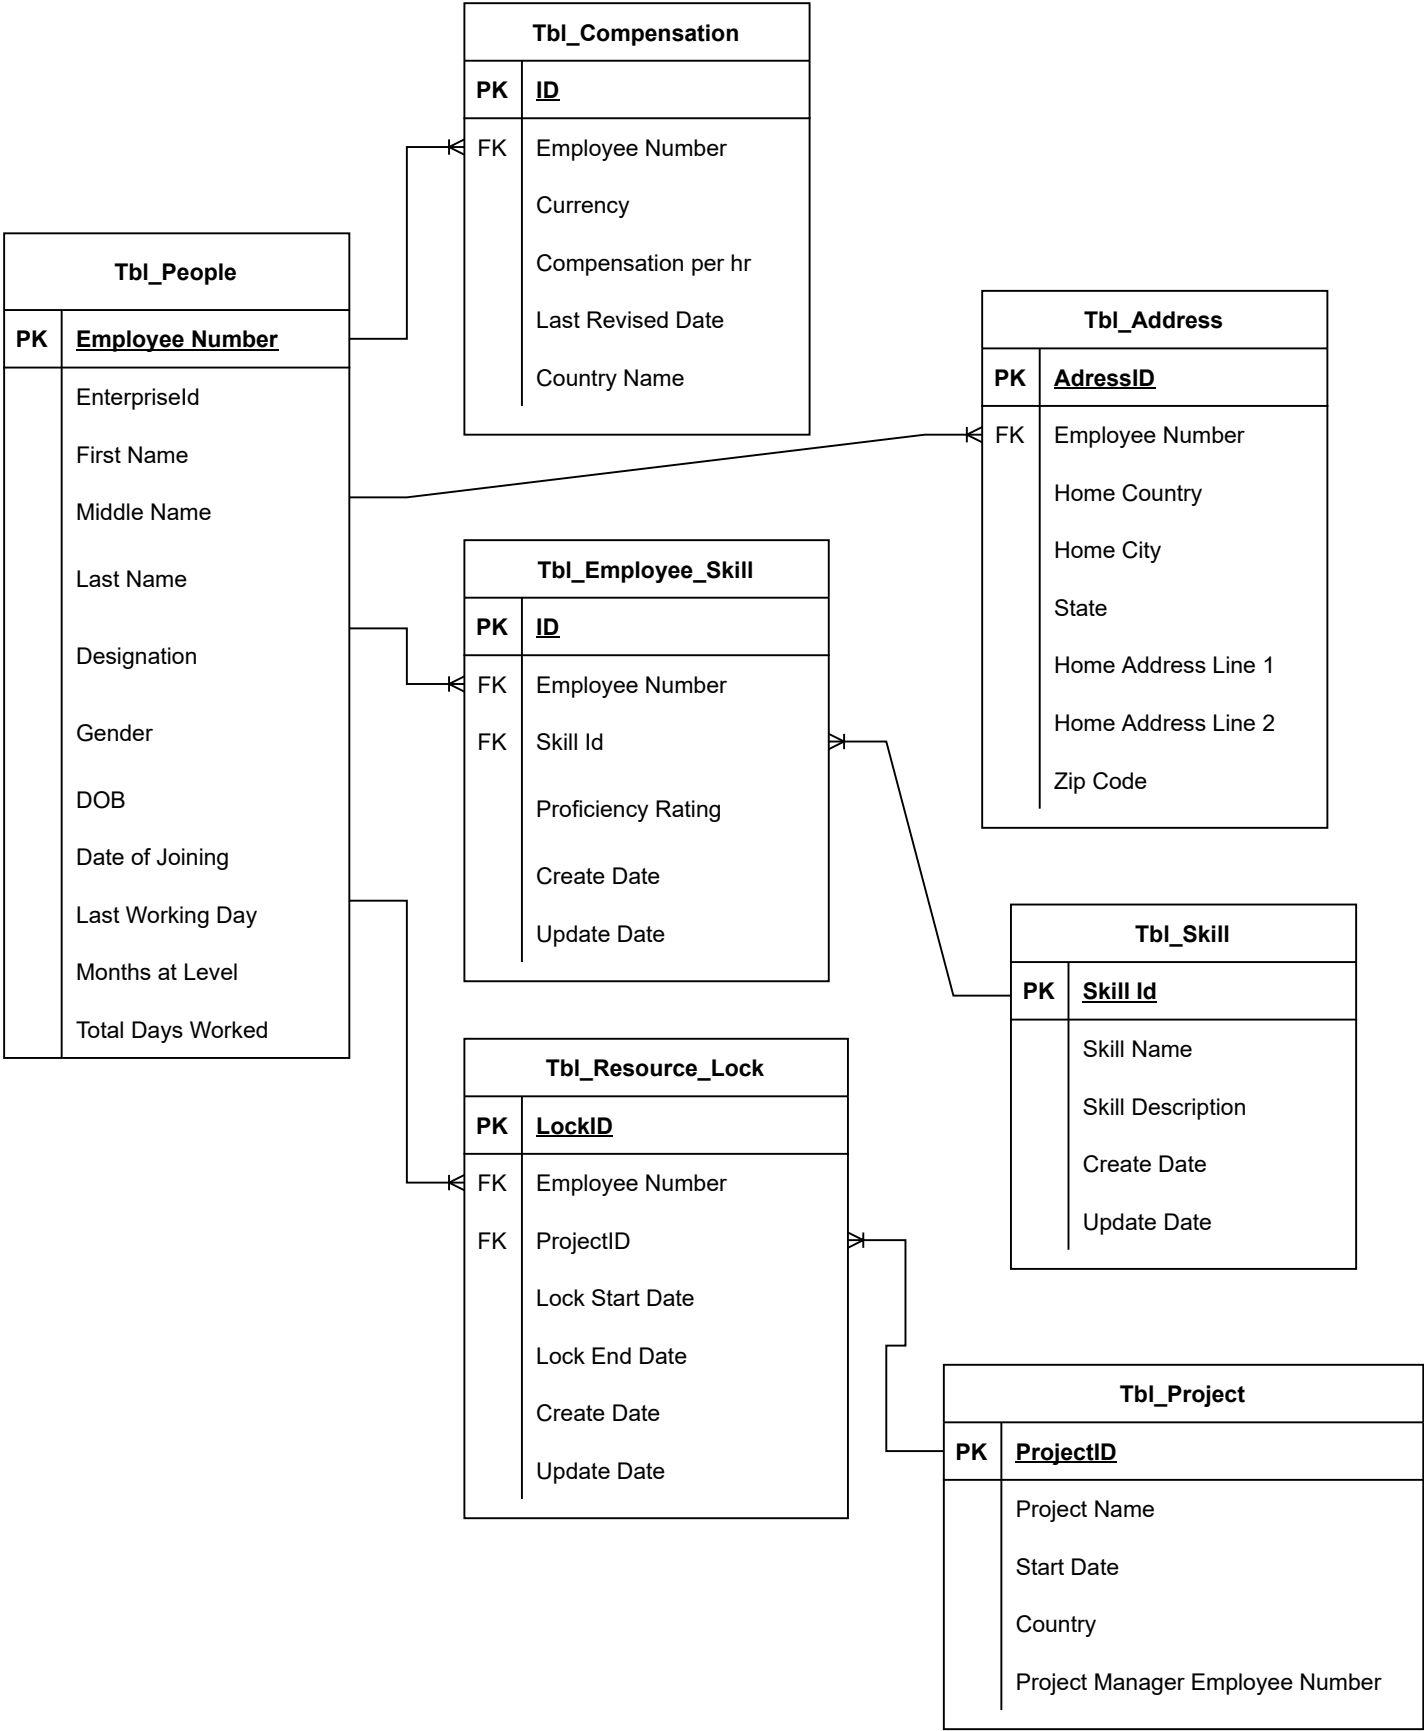 Tbl_Compensation
PK ID
FK Employee Number
Currency
Compensation per hr
Last Revised Date
Country Name
Tbl_People
PK Employee Number
EnterpriseId
First Name
Middle Name
Last Name
Designation
Gender
DOB
Date of Joining
Last Working Day
Months at Level
Total Days Worked
Tbl_Address
PK AdressID
FK Employee Number
Home Country
Home City
State
Home Address Line 1
Home Address Line 2
Zip Code
Tbl_Employee_Skill
PK ID
FK Employee Number
FK Skill Id
Proficiency Rating
Create Date
Update Date
Tbl_Skill
PK Skill Id
Skill Name
Skill Description
Create Date
Update Date
Tbl_Resource_Lock
PK LockID
FK Employee Number
FK ProjectID
Lock Start Date
Lock End Date
Create Date
Update Date
Tbl_Project
PK ProjectID
Project Name
Start Date
Country
Project Manager Employee Number